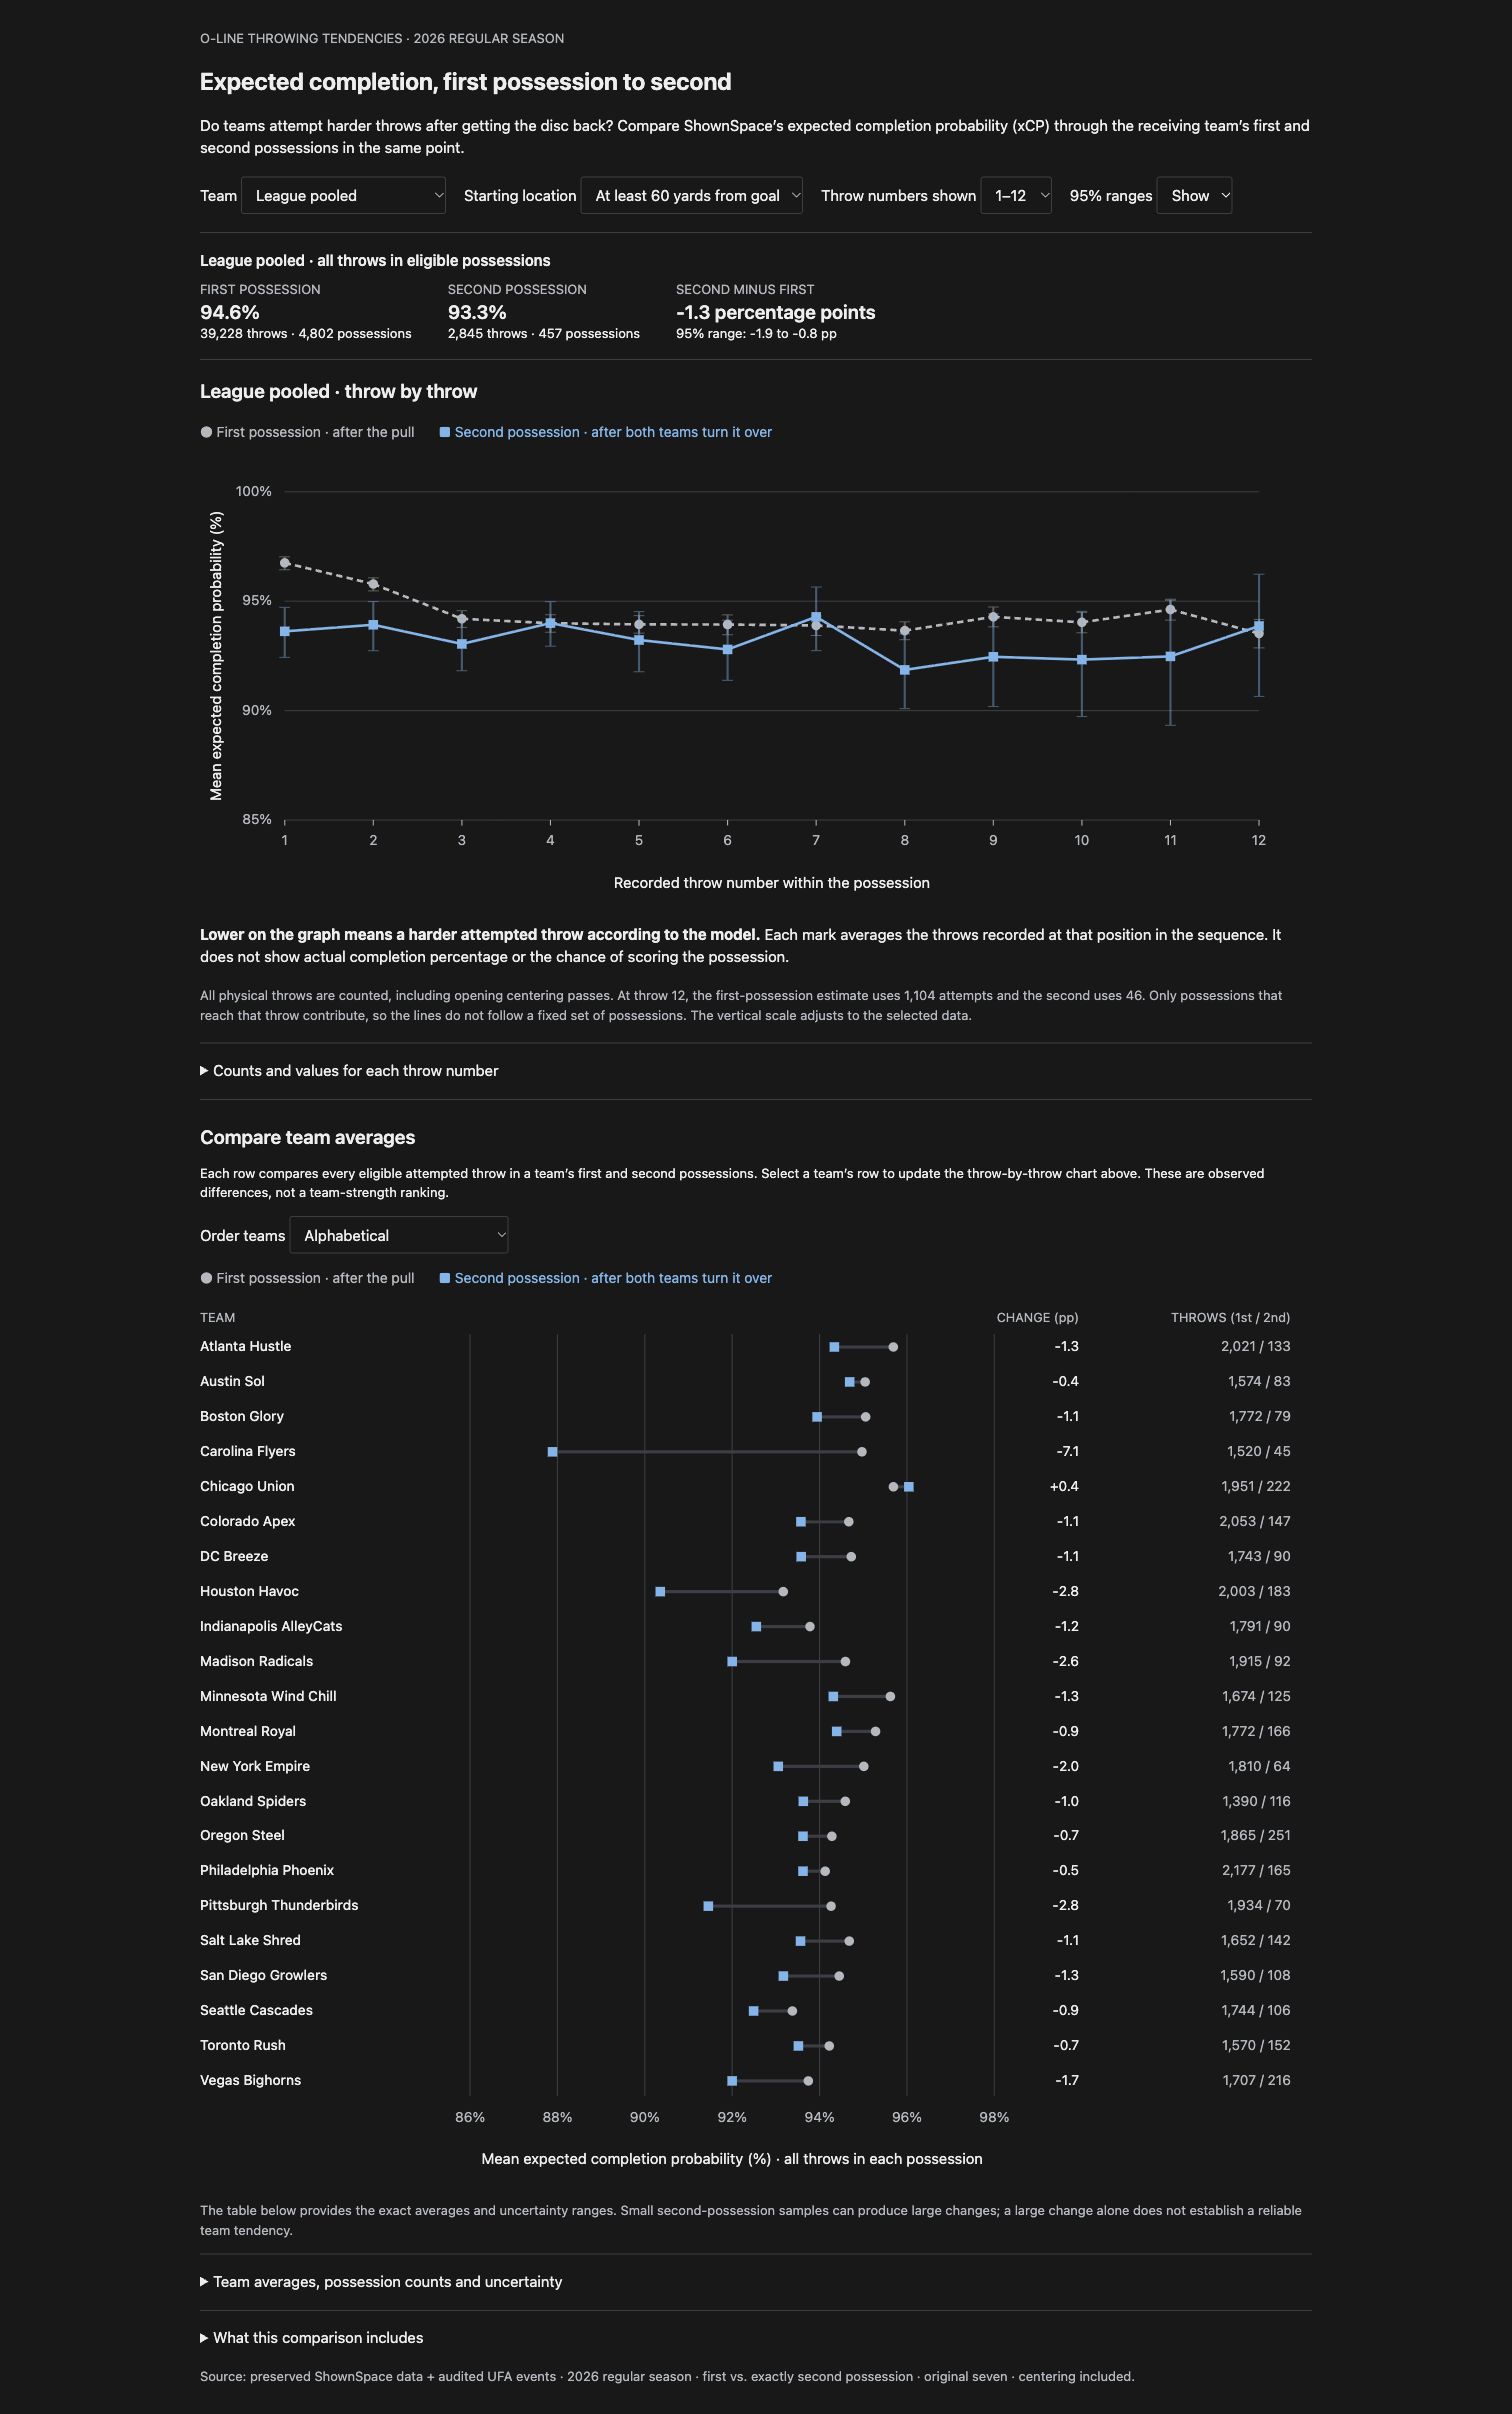 O-LINE THROWING TENDENCIES · 2026 REGULAR SEASON
Expected completion, first possession to second
Do teams attempt harder throws after getting the disc back? Compare ShownSpace’s expected completion probability (xCP) through the receiving team’s first and
second possessions in the same point.
Team League pooled Starting location At least 60 yards from goal Throw numbers shown 1–12 95% ranges Show
League pooled · all throws in eligible possessions
FIRST POSSESSION SECOND POSSESSION SECOND MINUS FIRST
94.6% 93.3% -1.3 percentage points
39,228 throws · 4,802 possessions 2,845 throws · 457 possessions 95% range: -1.9 to -0.8 pp
League pooled · throw by throw
First possession · after the pull Second possession · after both teams turn it over
Mean expected completion probability (%)
100%
95%
90%
85%
1 2 3 4 5 6 7 8 9 10 11 12
Recorded throw number within the possession
Lower on the graph means a harder attempted throw according to the model. Each mark averages the throws recorded at that position in the sequence. It
does not show actual completion percentage or the chance of scoring the possession.
All physical throws are counted, including opening centering passes. At throw 12, the first-possession estimate uses 1,104 attempts and the second uses 46. Only possessions that
reach that throw contribute, so the lines do not follow a fixed set of possessions. The vertical scale adjusts to the selected data.
Counts and values for each throw number
Compare team averages
Each row compares every eligible attempted throw in a team’s first and second possessions. Select a team’s row to update the throw-by-throw chart above. These are observed
differences, not a team-strength ranking.
Order teams Alphabetical
First possession · after the pull Second possession · after both teams turn it over
TEAM CHANGE (pp) THROWS (1st / 2nd)
Atlanta Hustle -1.3 2,021 / 133
Austin Sol -0.4 1,574 / 83
Boston Glory -1.1 1,772 / 79
Carolina Flyers -7.1 1,520 / 45
Chicago Union +0.4 1,951 / 222
Colorado Apex -1.1 2,053 / 147
DC Breeze -1.1 1,743 / 90
Houston Havoc -2.8 2,003 / 183
Indianapolis AlleyCats -1.2 1,791 / 90
Madison Radicals -2.6 1,915 / 92
Minnesota Wind Chill -1.3 1,674 / 125
Montreal Royal -0.9 1,772 / 166
New York Empire -2.0 1,810 / 64
Oakland Spiders -1.0 1,390 / 116
Oregon Steel -0.7 1,865 / 251
Philadelphia Phoenix -0.5 2,177 / 165
Pittsburgh Thunderbirds -2.8 1,934 / 70
Salt Lake Shred -1.1 1,652 / 142
San Diego Growlers -1.3 1,590 / 108
Seattle Cascades -0.9 1,744 / 106
Toronto Rush -0.7 1,570 / 152
Vegas Bighorns -1.7 1,707 / 216
86% 88% 90% 92% 94% 96% 98%
Mean expected completion probability (%) · all throws in each possession
The table below provides the exact averages and uncertainty ranges. Small second-possession samples can produce large changes; a large change alone does not establish a reliable
team tendency.
Team averages, possession counts and uncertainty
What this comparison includes
Source: preserved ShownSpace data + audited UFA events · 2026 regular season · first vs. exactly second possession · original seven · centering included.